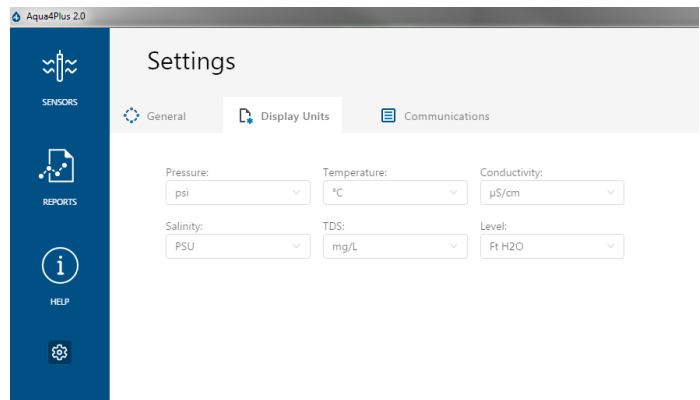 Aqua4Plus 2.0
Settings
SENSORS
General Display Units Communications
REPORTS
Pressure: Temperature: Conductivity:
psi °C µS/cm
Salinity: TDS: Level:
PSU mg/L Ft H2O
HELP